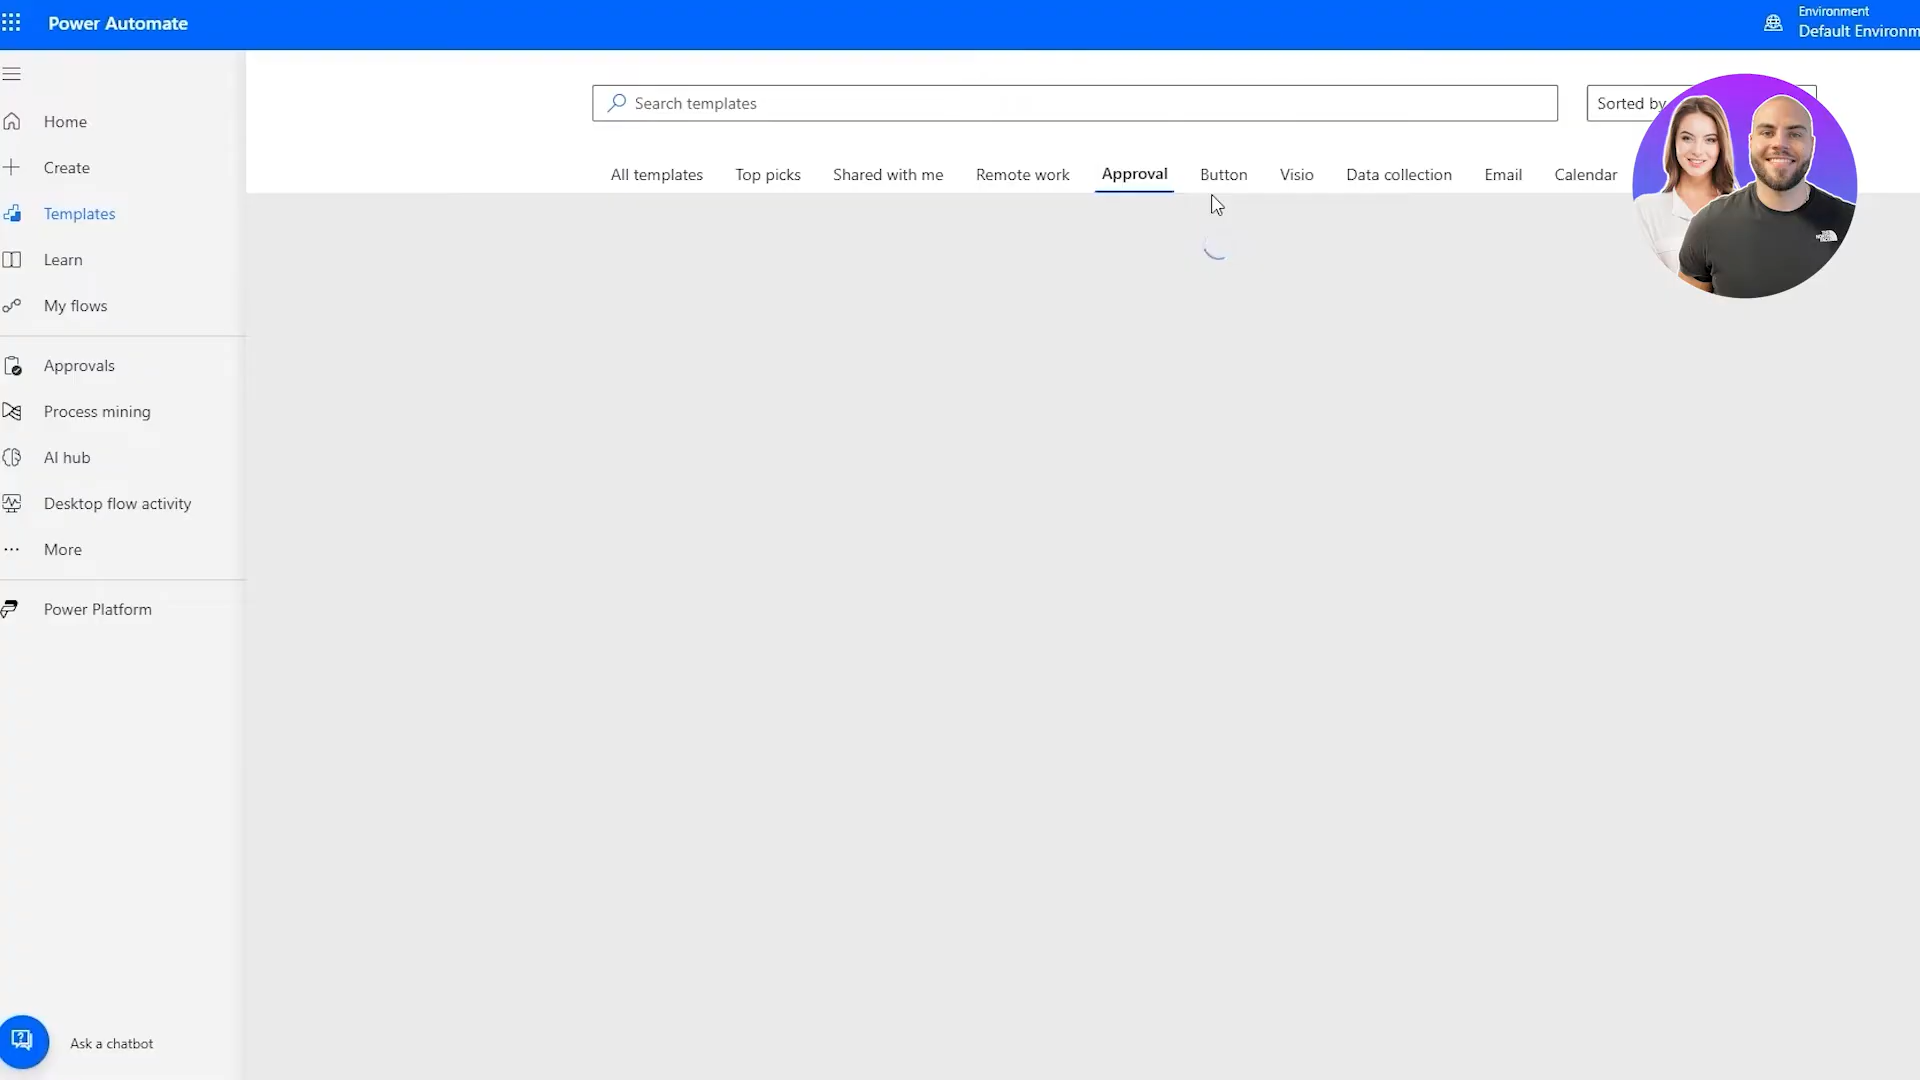 Power Automate
Environment
Default Environm
Search templates
Sorted by
All templates
Top picks
Shared with me
Remote work
Approval
Button
Visio
Data collection
Email
Calendar
Home
Create
Templates
Learn
My flows
Approvals
Process mining
AI hub
Desktop flow activity
More
Power Platform
Ask a chatbot